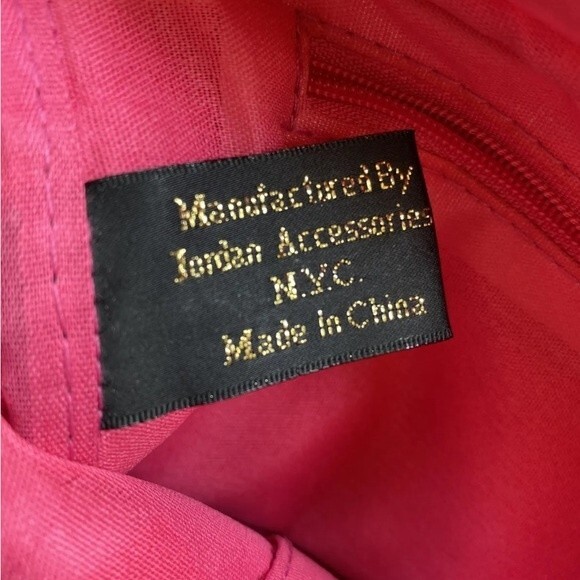 Manufactured By
Jordan Accessories
N.Y.C.
Made in China